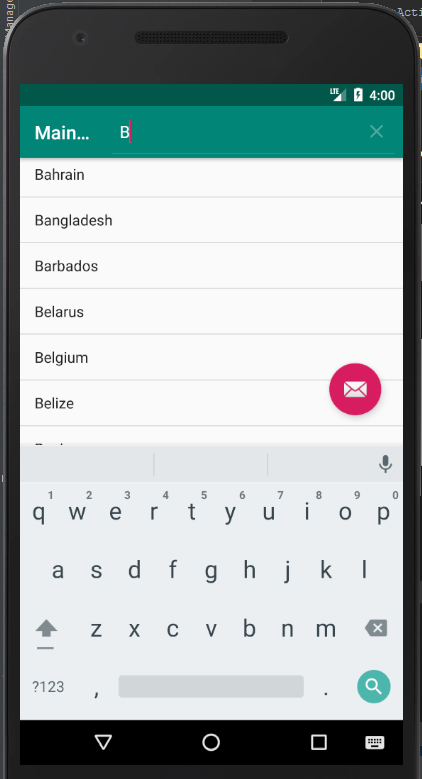 LTE 4:00
Main... B
Bahrain
Bangladesh
Barbados
Belarus
Belgium
Belize
1 2 3 4 5 6 7 8 9 0
q w e r t y u i o p
a s d f g h j k l
z x c v b n m
?123 , .